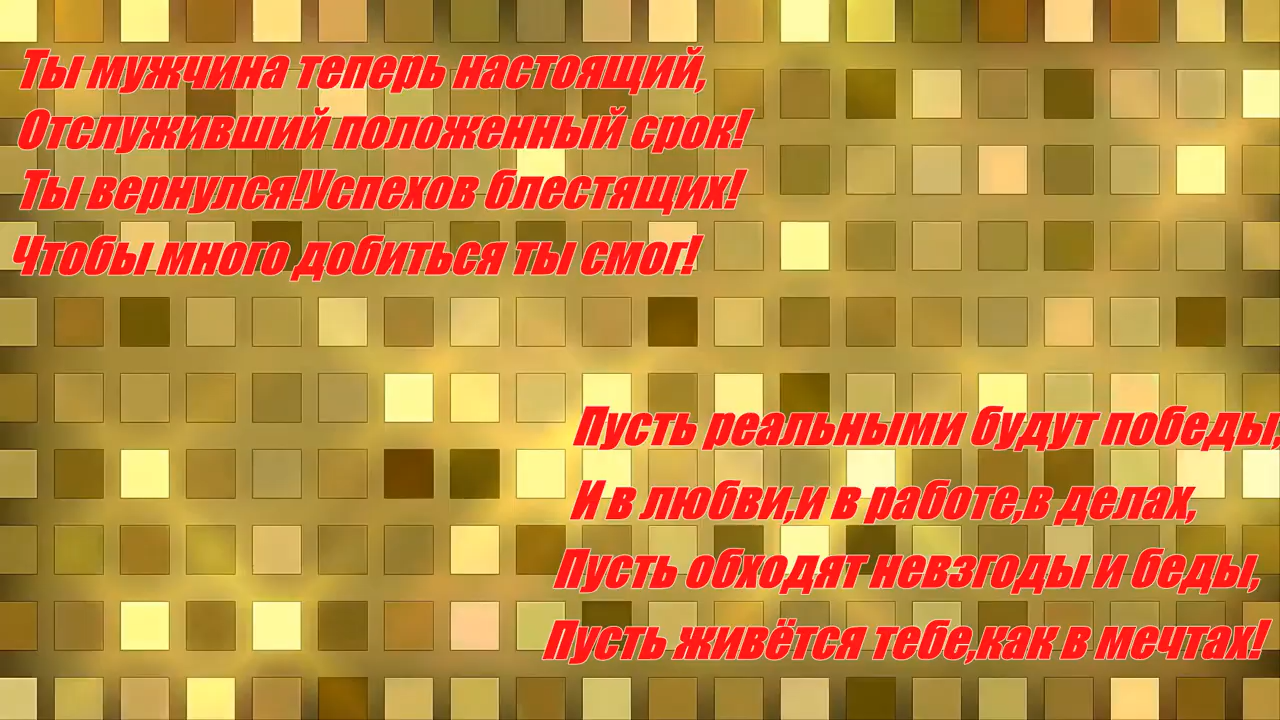 Ты мужчина теперь настоящий,
Отслуживший положенный срок!
Ты вернулся!Успехов блестящих!
Чтобы много добиться ты смог!
Пусть реальными будут победы,
И в любви,и в работе,в делах,
Пусть обходят невзгоды и беды,
Пусть живётся тебе,как в мечтах!